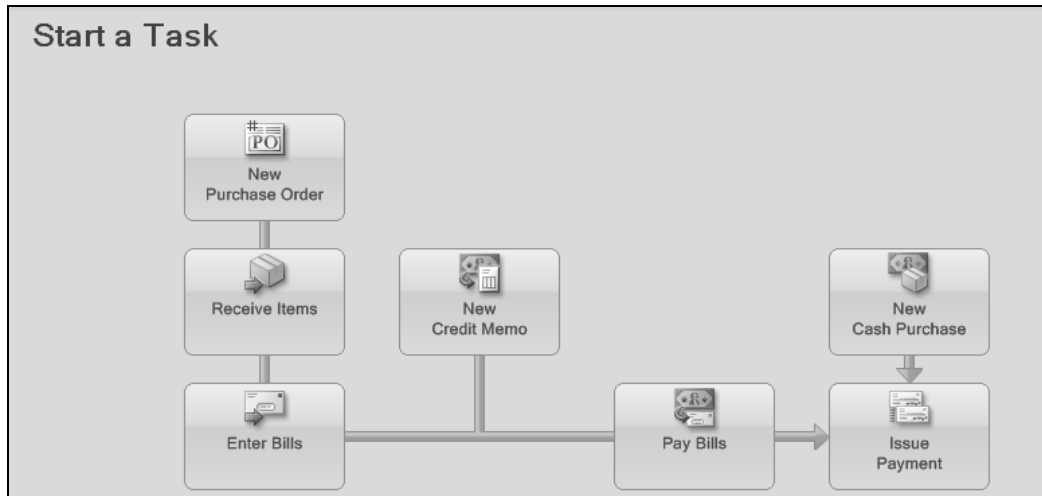 Start a Task
#
PO
New
Purchase Order
Receive Items
New
Credit Memo
New
Cash Purchase
Enter Bills
Pay Bills
Issue
Payment